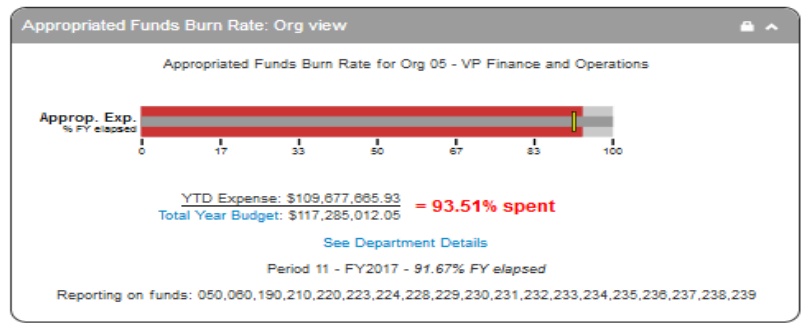 Appropriated Funds Burn Rate: Org view
Appropriated Funds Burn Rate for Org 05 - VP Finance and Operations
Approp. Exp.
% FY elapsed
0 17 33 50 67 83 100
YTD Expense: $109,677,665.93
Total Year Budget: $117,285,012.05
= 93.51% spent
See Department Details
Period 11 - FY2017 - 91.67% FY elapsed
Reporting on funds: 050,060,190,210,220,223,224,228,229,230,231,232,233,234,235,236,237,238,239